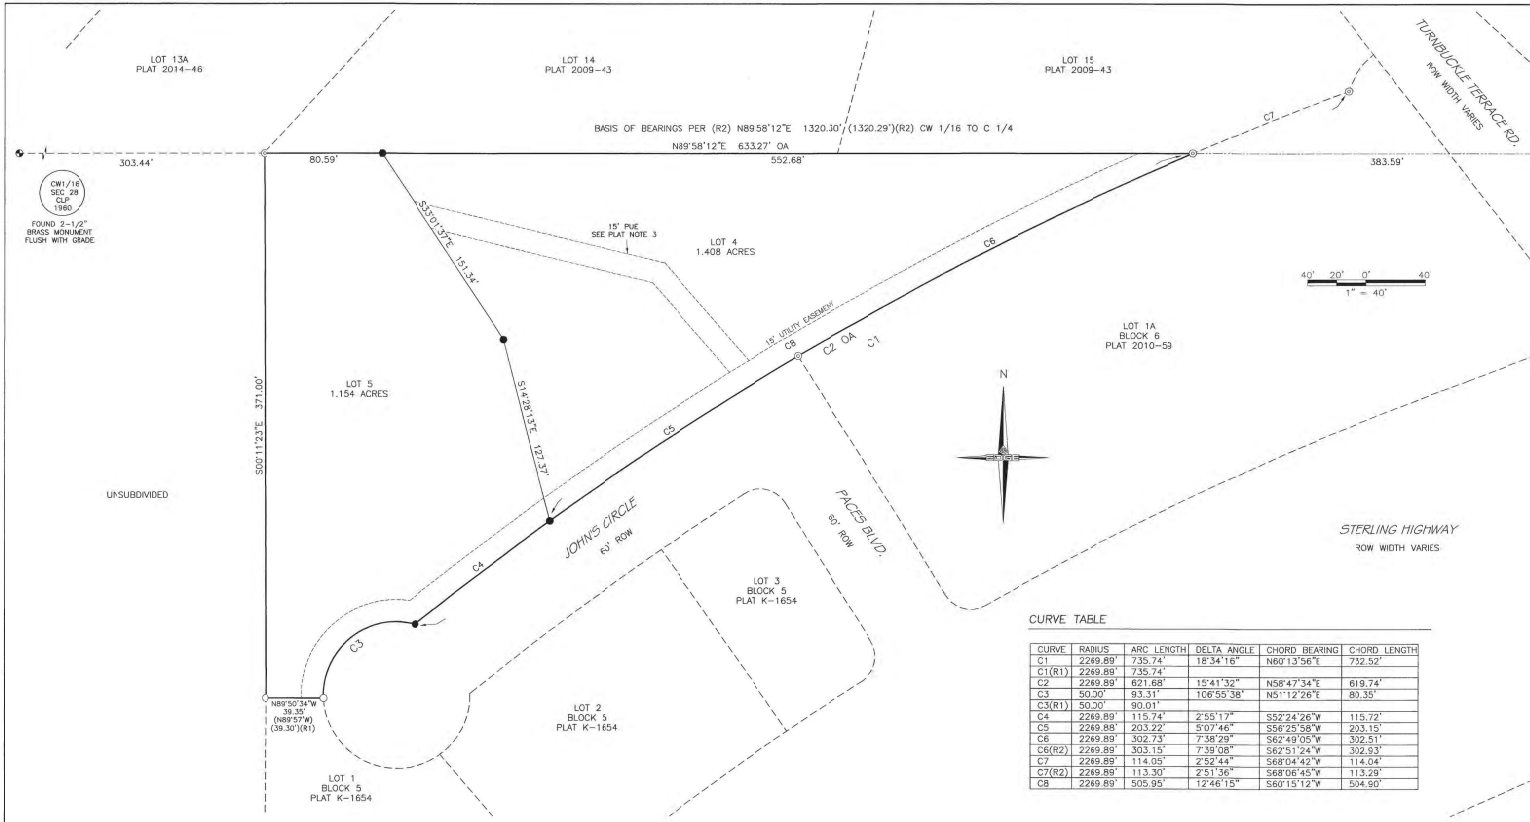 LOT 13A
PLAT 2014-46
LOT 14
PLAT 2009-43
LOT 15
PLAT 2009-43
TURNBUCKLE TERRACE RD.
ROW WIDTH VARIES
C7
BASIS OF BEARINGS PER (R2) N89°58'12"E 1320.30' (1320.29')(R2) CW 1/16 TO C 1/4
N89°58'12"E 633.27' OA
303.44'
80.59'
552.68'
383.59'
CW1/16
SEC 28
CLP
1960
FOUND 2-1/2"
BRASS MONUMENT
FLUSH WITH GRADE
S33°01'37"E 151.34'
15' PUE
SEE PLAT NOTE 3
LOT 4
1.408 ACRES
C6
40' 20' 0' 40'
1" = 40'
15' UTILITY EASEMENT
C8
C2 OA
C1
LOT 1A
BLOCK 6
PLAT 2010-59
N
LOT 5
1.154 ACRES
S00°11'23"E 371.00'
S14°28'13"E 127.37'
C5
UNSUBDIVIDED
JOHN'S CIRCLE
60' ROW
PACES BLVD.
60' ROW
STERLING HIGHWAY
ROW WIDTH VARIES
C4
LOT 3
BLOCK 5
PLAT K-1654
C3
N89°50'34"W
39.35'
(N89°57'W)
(39.30')(R1)
LOT 2
BLOCK 5
PLAT K-1654
LOT 1
BLOCK 5
PLAT K-1654
CURVE TABLE
CURVE RADIUS ARC LENGTH DELTA ANGLE CHORD BEARING CHORD LENGTH
C1 2269.89' 735.74' 18°34'16" N60°13'56"E 732.52'
C1(R1) 2269.89' 735.74'
C2 2269.89' 621.68' 15°41'32" N58°47'34"E 619.74'
C3 50.00' 93.31' 106°55'38" N51°12'26"E 80.35'
C3(R1) 50.00' 90.01'
C4 2269.89' 115.74' 2°55'17" S52°24'26"W 115.72'
C5 2269.88' 203.22' 5°07'46" S56°25'58"W 203.15'
C6 2269.89' 302.73' 7°38'29" S62°49'05"W 302.51'
C6(R2) 2269.89' 303.15' 7°39'08" S62°51'24"W 302.93'
C7 2269.89' 114.05' 2°52'44" S68°04'42"W 114.04'
C7(R2) 2269.89' 113.30' 2°51'36" S68°06'45"W 113.29'
C8 2269.89' 505.95' 12°46'15" S60°15'12"W 504.90'